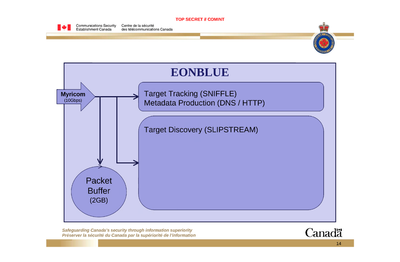 TOP SECRET // COMINT
Communications Security Centre de la sécurité
Establishment Canada des télécommunications Canada
EONBLUE
Myricom
(10Gbps)
Target Tracking (SNIFFLE)
Metadata Production (DNS / HTTP)
Target Discovery (SLIPSTREAM)
Packet
Buffer
(2GB)
Safeguarding Canada's security through information superiority
Préserver la sécurité du Canada par la supériorité de l'information
Canada
14